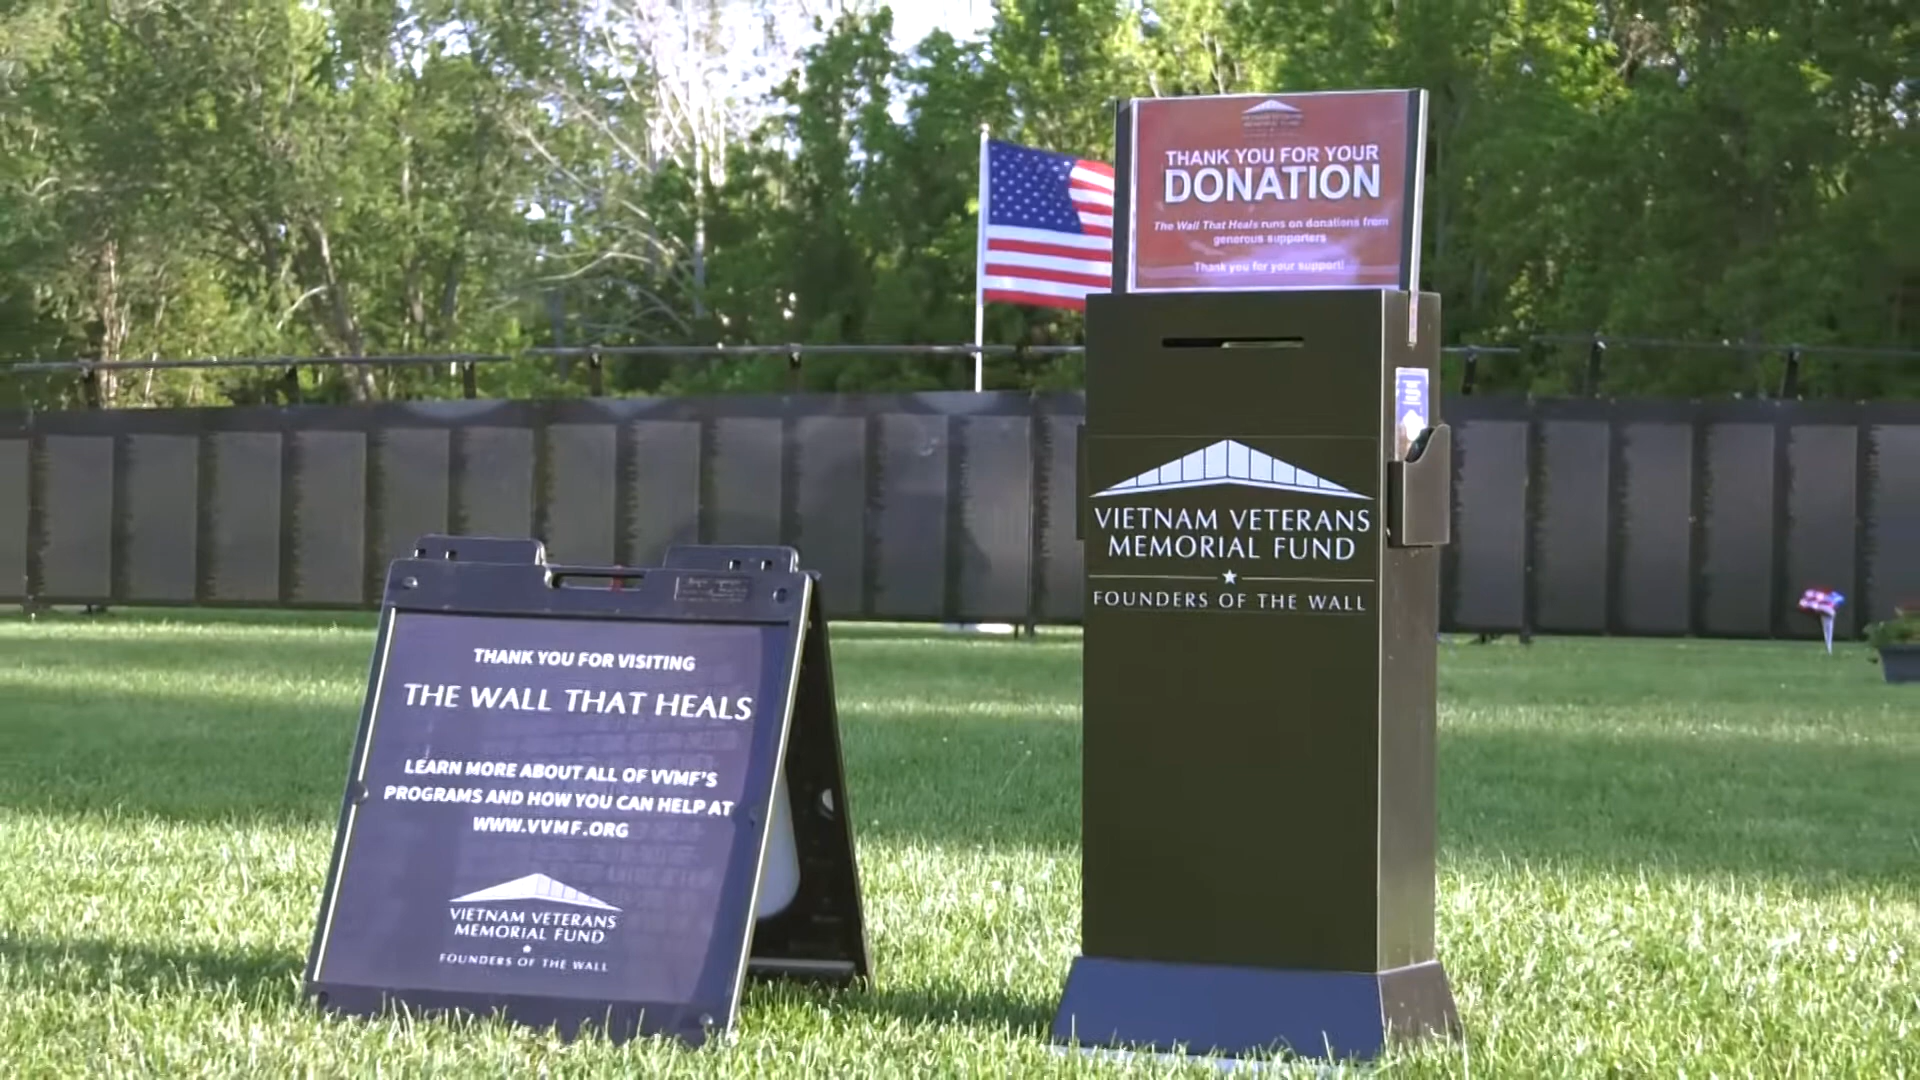 THANK YOU FOR YOUR
DONATION
The Wall That Heals runs on donations from
generous supporters
Thank you for your support!
VIETNAM VETERANS
MEMORIAL FUND
FOUNDERS OF THE WALL
THANK YOU FOR VISITING
THE WALL THAT HEALS
LEARN MORE ABOUT ALL OF VVMF'S
PROGRAMS AND HOW YOU CAN HELP AT
WWW.VVMF.ORG
VIETNAM VETERANS
MEMORIAL FUND
FOUNDERS OF THE WALL